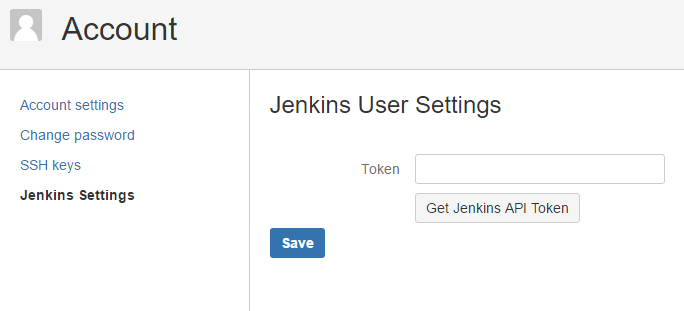 Account
Account settings
Change password
SSH keys
Jenkins Settings
Jenkins User Settings
Token
Get Jenkins API Token
Save